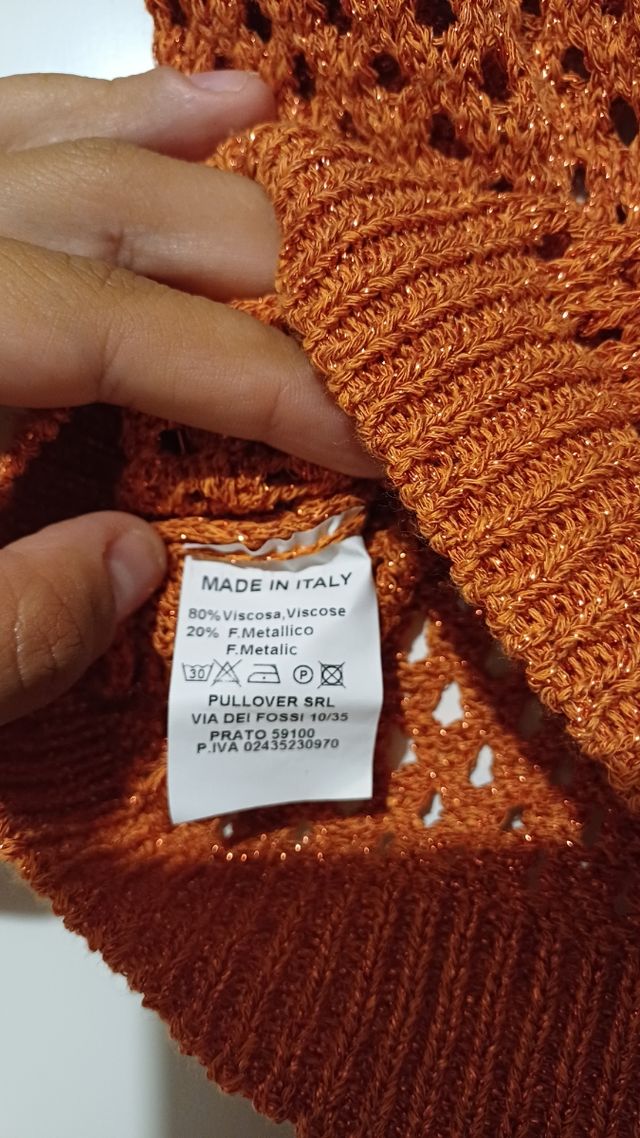 MADE IN ITALY
80%Viscosa,Viscose
20% F.Metallico
F.Metalic
30 P
PULLOVER SRL
VIA DEI FOSSI 10/35
PRATO 59100
P.IVA 02435230970